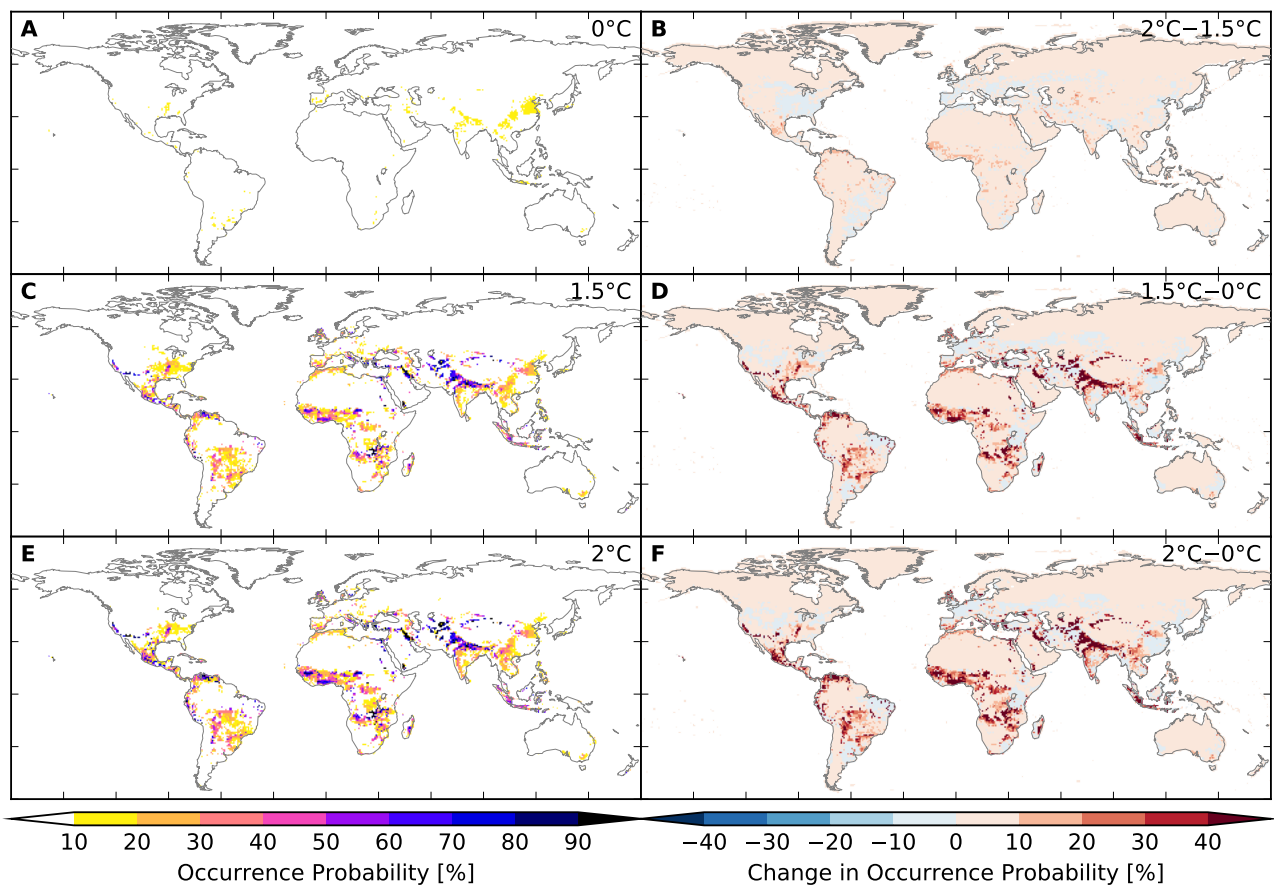 A 0°C
B 2°C−1.5°C
C 1.5°C
D 1.5°C−0°C
E 2°C
F 2°C−0°C
10 20 30 40 50 60 70 80 90
Occurrence Probability [%]
−40 −30 −20 −10 0 10 20 30 40
Change in Occurrence Probability [%]